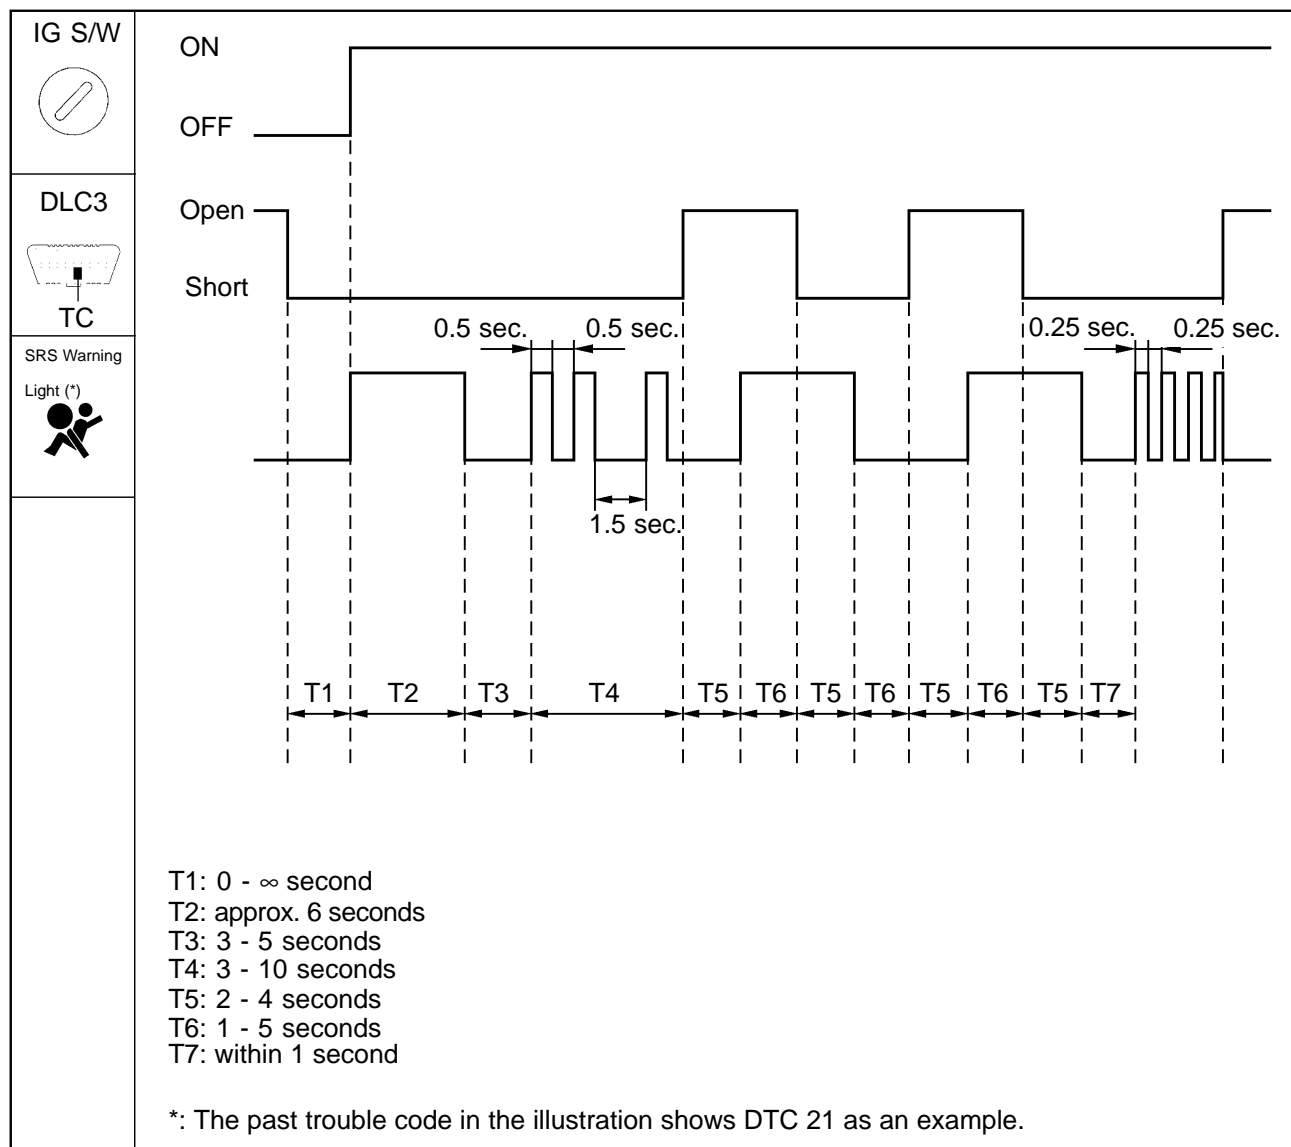 IG S/W
ON
OFF
DLC3
Open
Short
TC
0.5 sec. 0.5 sec. 0.25 sec. 0.25 sec.
SRS Warning
Light (*)
1.5 sec.
T1 T2 T3 T4 T5 T6 T5 T6 T5 T6 T5 T7
T1: 0 - ∞ second
T2: approx. 6 seconds
T3: 3 - 5 seconds
T4: 3 - 10 seconds
T5: 2 - 4 seconds
T6: 1 - 5 seconds
T7: within 1 second
*: The past trouble code in the illustration shows DTC 21 as an example.